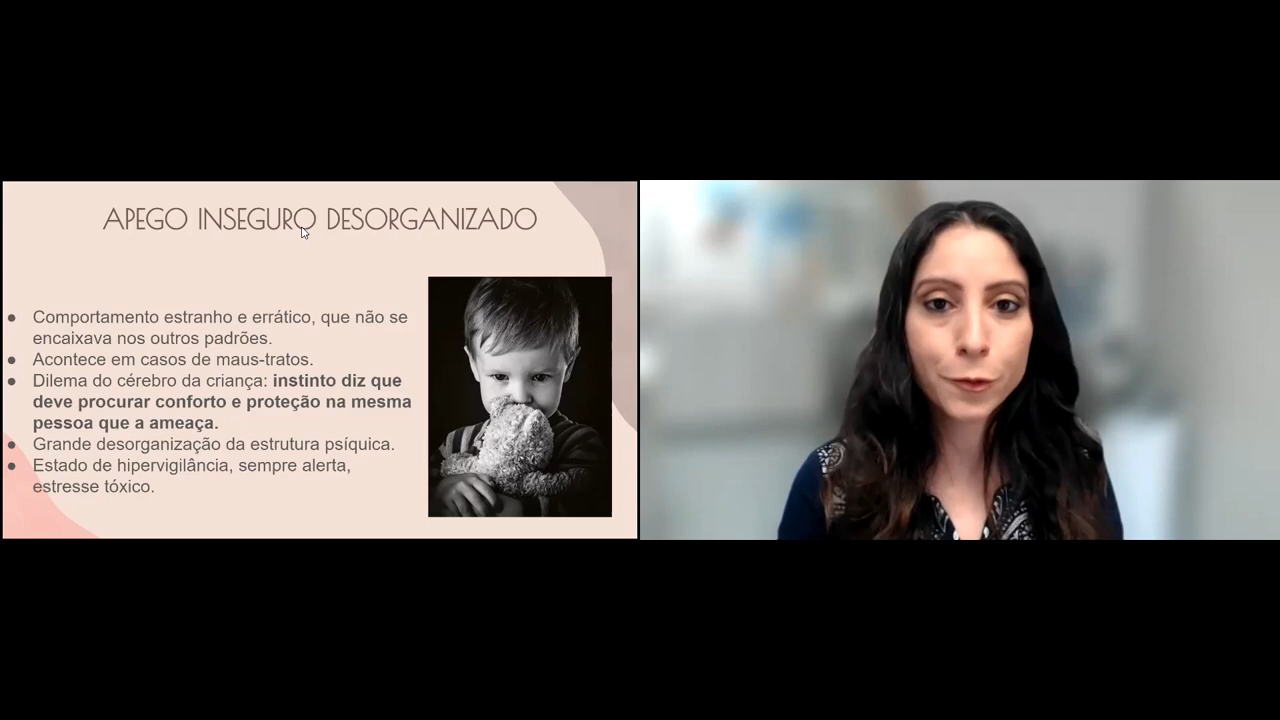 APEGO INSEGURO DESORGANIZADO
● Comportamento estranho e errático, que não se
encaixava nos outros padrões.
● Acontece em casos de maus-tratos.
● Dilema do cérebro da criança: instinto diz que
deve procurar conforto e proteção na mesma
pessoa que a ameaça.
● Grande desorganização da estrutura psíquica.
● Estado de hipervigilância, sempre alerta,
estresse tóxico.